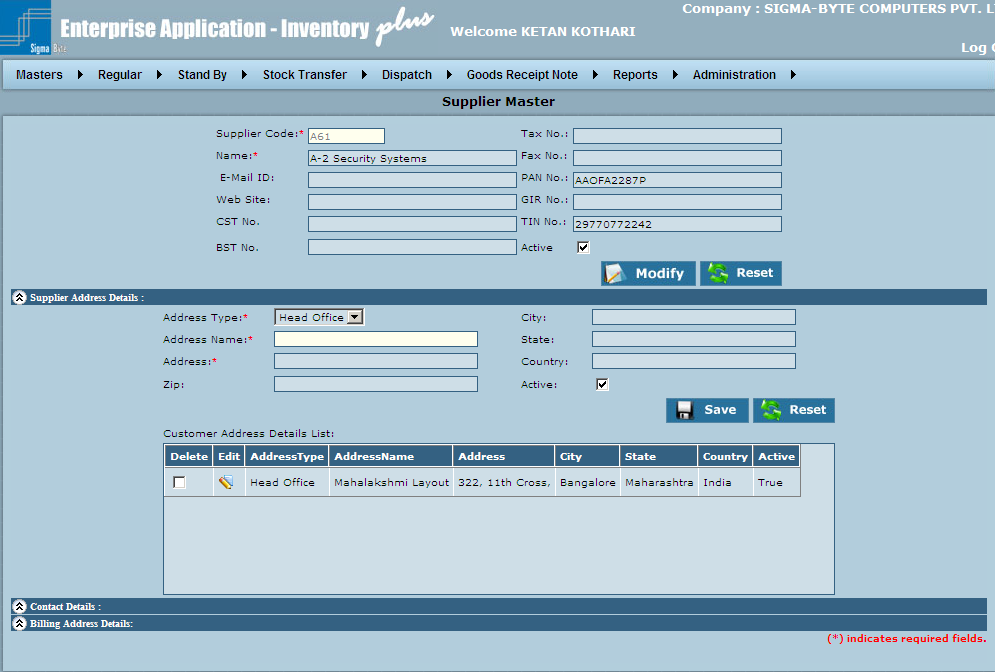 Company : SIGMA-BYTE COMPUTERS PVT. L
Enterprise Application - Inventory plus
Welcome KETAN KOTHARI
Sigma Byte
Log
Masters Regular Stand By Stock Transfer Dispatch Goods Receipt Note Reports Administration
Supplier Master
Supplier Code:* A61 Tax No.:
Name:* A-2 Security Systems Fax No.:
E-Mail ID: PAN No.: AAOFA2287P
Web Site: GIR No.:
CST No. TIN No.: 29770772242
BST No. Active
Modify Reset
Supplier Address Details :
Address Type:* Head Office City:
Address Name:* State:
Address:* Country:
Zip: Active:
Save Reset
Customer Address Details List:
Delete Edit AddressType AddressName Address City State Country Active
Head Office Mahalakshmi Layout 322, 11th Cross, Bangalore Maharashtra India True
Contact Details :
Billing Address Details:
(*) indicates required fields.